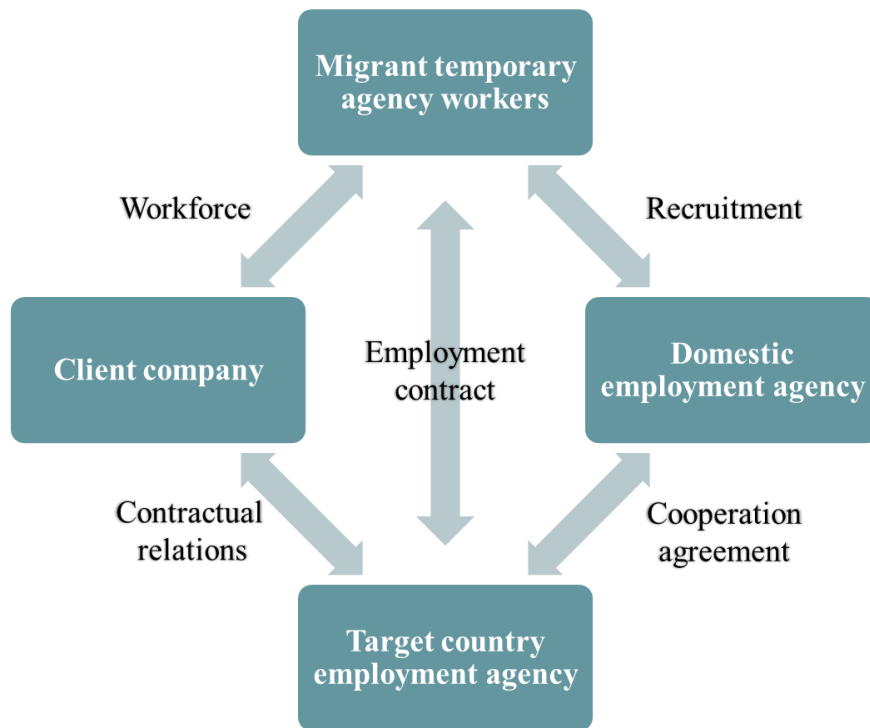 Migrant temporary
agency workers
Workforce
Recruitment
Client company
Employment
contract
Domestic
employment agency
Contractual
relations
Cooperation
agreement
Target country
employment agency